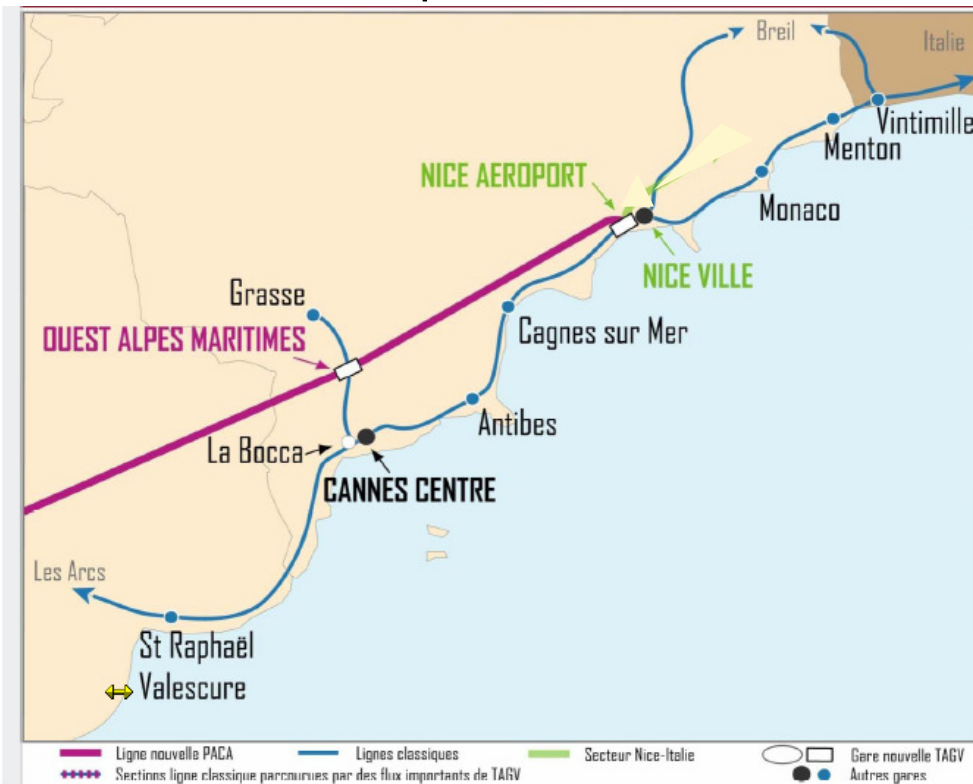 Breil
Italie
Vintimille
Menton
NICE AEROPORT
Monaco
NICE VILLE
Grasse
Cagnes sur Mer
OUEST ALPES MARITIMES
Antibes
La Bocca
CANNES CENTRE
Les Arcs
St Raphaël
Valescure
Ligne nouvelle PACA
Lignes classiques
Secteur Nice-Italie
Gare nouvelle TAGV
Sections ligne classique parcourues par des flux importants de TAGV
Autres gares